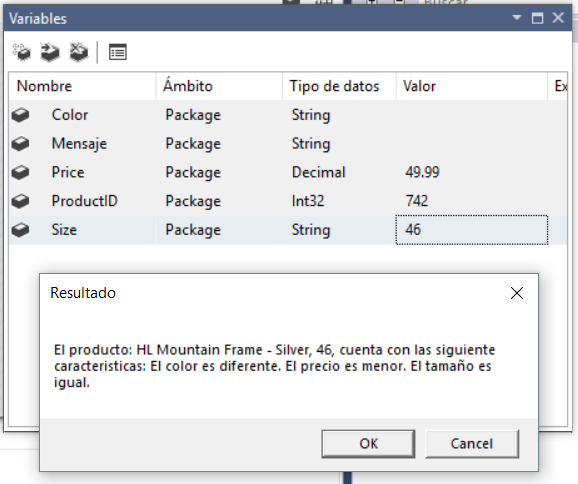 Buscar
Variables
Nombre Ámbito Tipo de datos Valor Ex
Color Package String
Mensaje Package String
Price Package Decimal 49.99
ProductID Package Int32 742
Size Package String 46
Resultado
El producto: HL Mountain Frame - Silver, 46, cuenta con las siguiente
caracteristicas: El color es diferente. El precio es menor. El tamaño es
igual.
OK Cancel